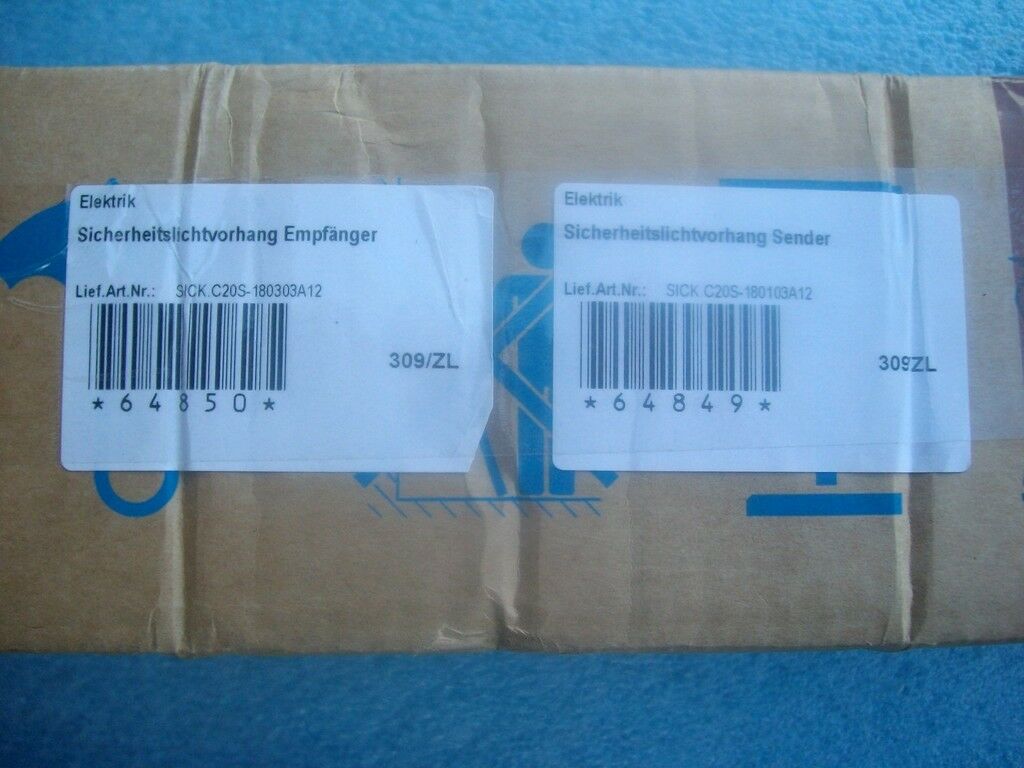 Elektrik
Sicherheitslichtvorhang Empfänger
Lief.Art.Nr.: SICK.C20S-180303A12
309/ZL
*64850*
Elektrik
Sicherheitslichtvorhang Sender
Lief.Art.Nr.: SICK.C20S-180103A12
309ZL
*64849*